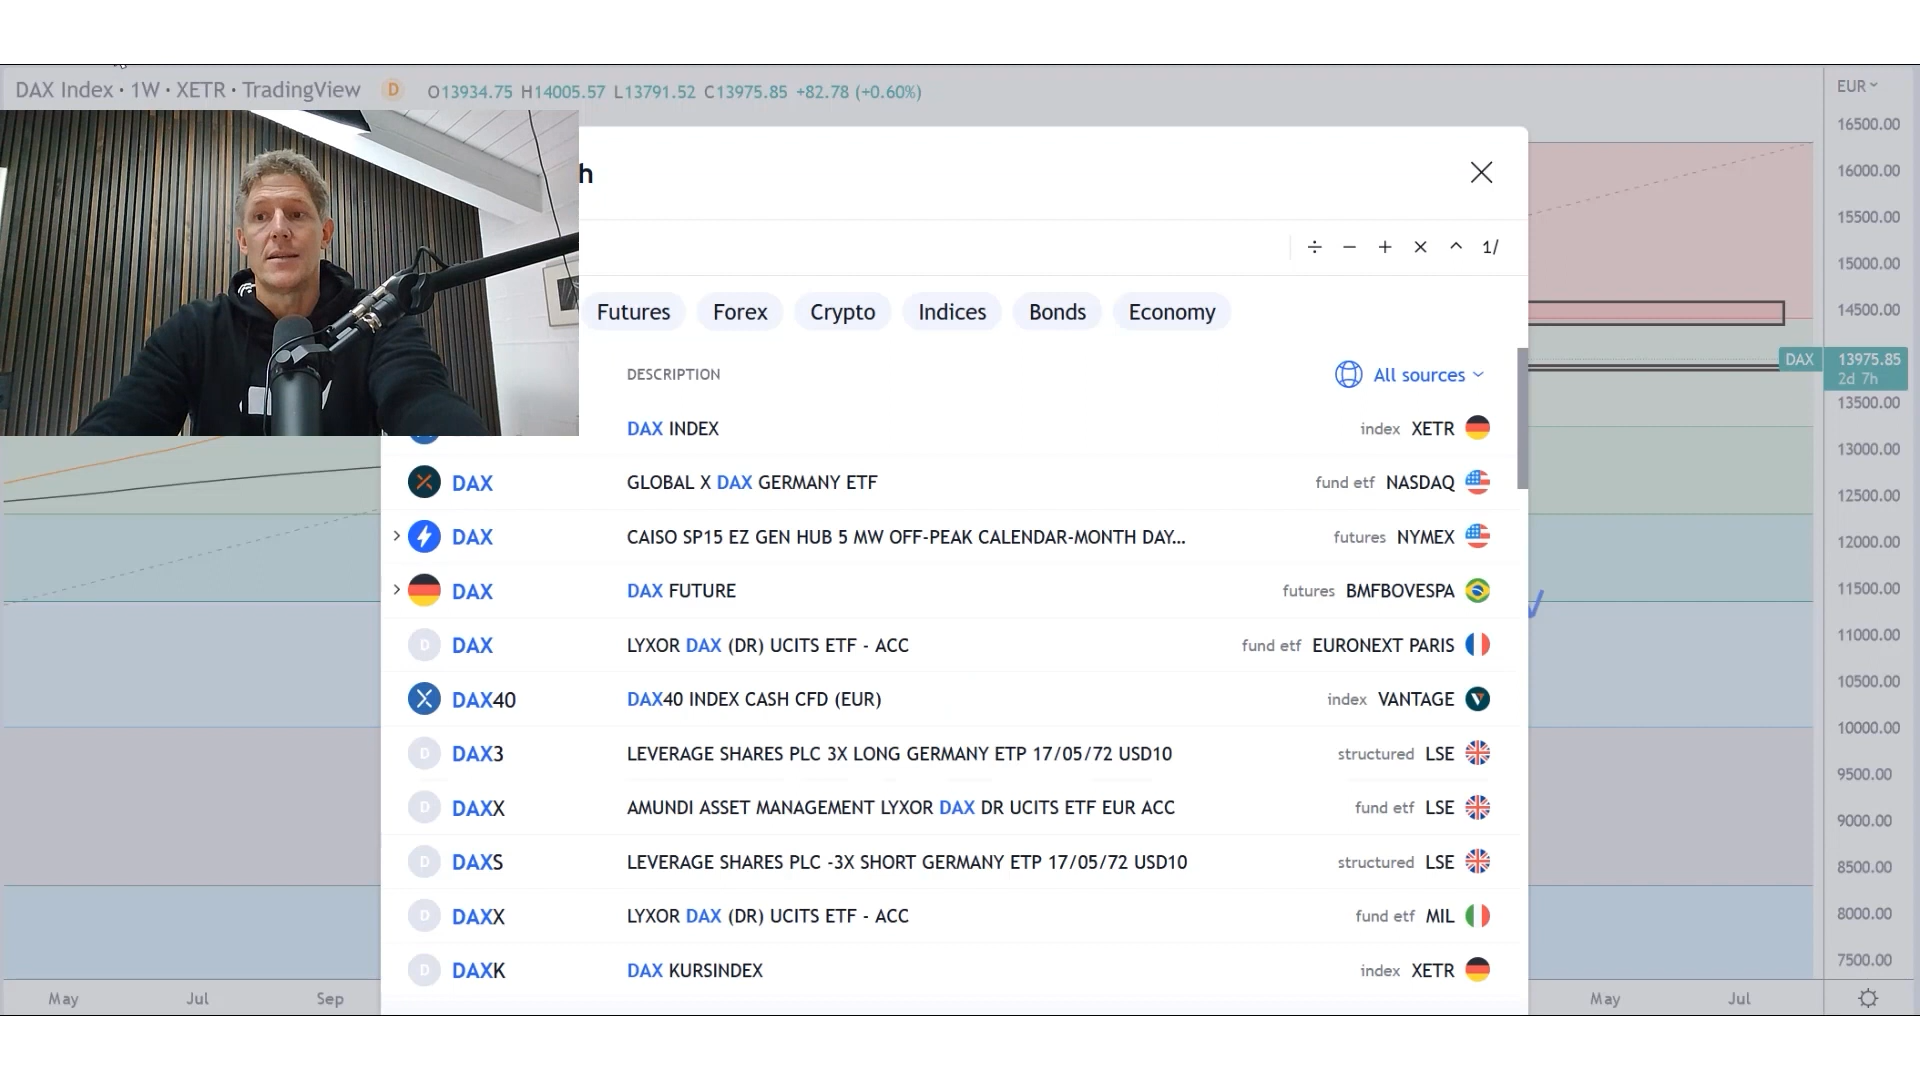 DAX Index · 1W · XETR · TradingView D O13934.75 H14005.57 L13791.52 C13975.85 +82.78 (+0.60%)
EUR
h
÷ − + × ^ 1/
Futures Forex Crypto Indices Bonds Economy
DESCRIPTION All sources
DAX INDEX index XETR
DAX GLOBAL X DAX GERMANY ETF fund etf NASDAQ
DAX CAISO SP15 EZ GEN HUB 5 MW OFF-PEAK CALENDAR-MONTH DAY... futures NYMEX
DAX DAX FUTURE futures BMFBOVESPA
D DAX LYXOR DAX (DR) UCITS ETF - ACC fund etf EURONEXT PARIS
DAX40 DAX40 INDEX CASH CFD (EUR) index VANTAGE
D DAX3 LEVERAGE SHARES PLC 3X LONG GERMANY ETP 17/05/72 USD10 structured LSE
D DAXX AMUNDI ASSET MANAGEMENT LYXOR DAX DR UCITS ETF EUR ACC fund etf LSE
D DAXS LEVERAGE SHARES PLC -3X SHORT GERMANY ETP 17/05/72 USD10 structured LSE
D DAXX LYXOR DAX (DR) UCITS ETF - ACC fund etf MIL
D DAXK DAX KURSINDEX index XETR
16500.00
16000.00
15500.00
15000.00
14500.00
DAX 13975.85
2d 7h
13500.00
13000.00
12500.00
12000.00
11500.00
11000.00
10500.00
10000.00
9500.00
9000.00
8500.00
8000.00
7500.00
May Jul Sep May Jul